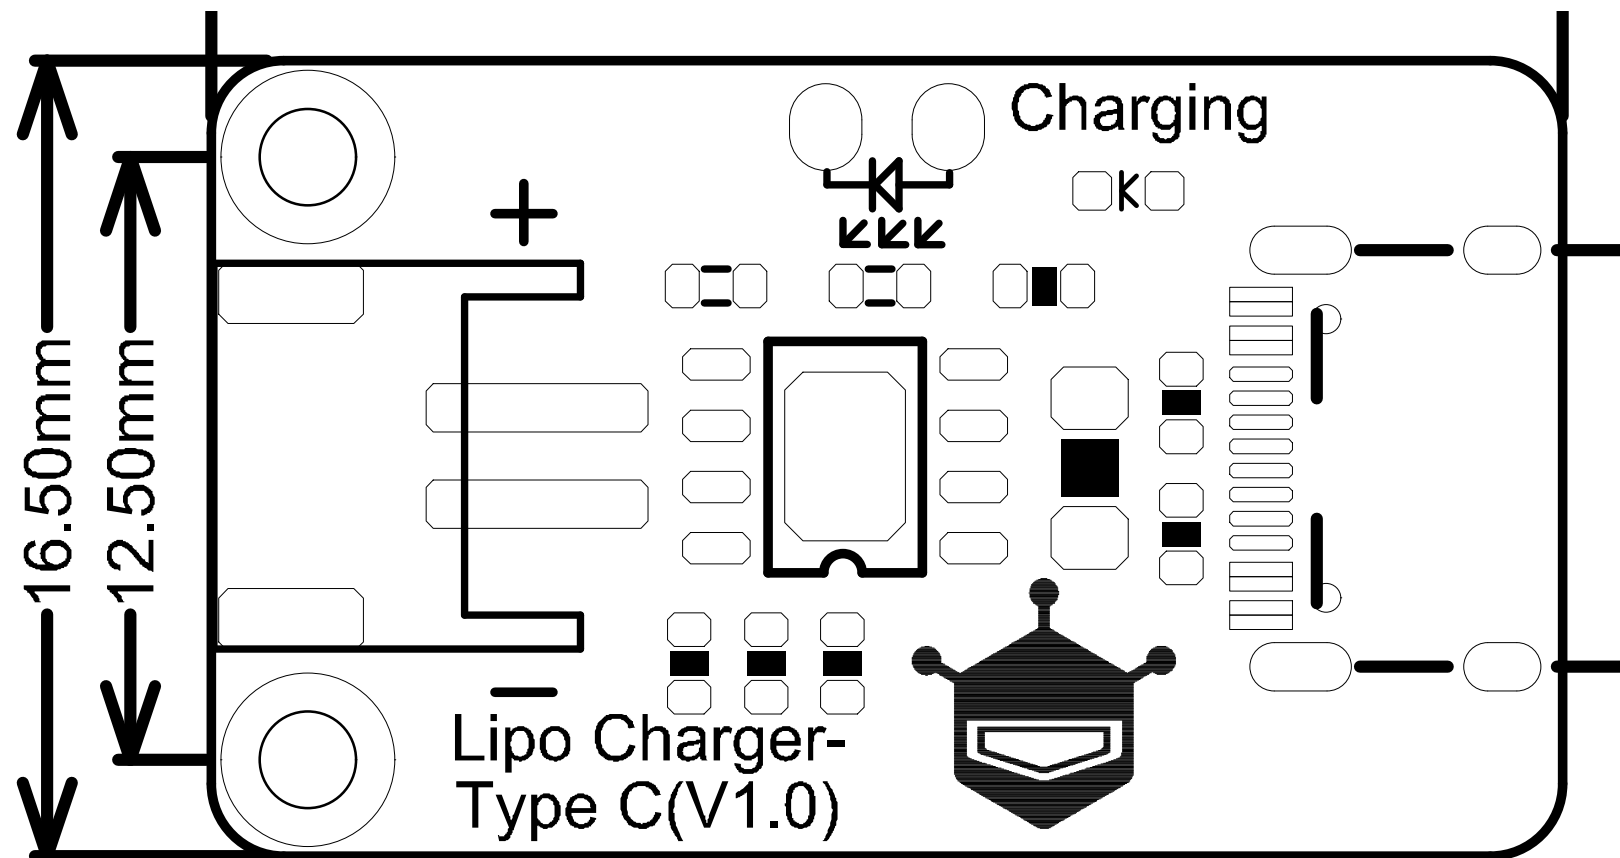 Charging
+
16.50mm
12.50mm
−
Lipo Charger-
Type C(V1.0)